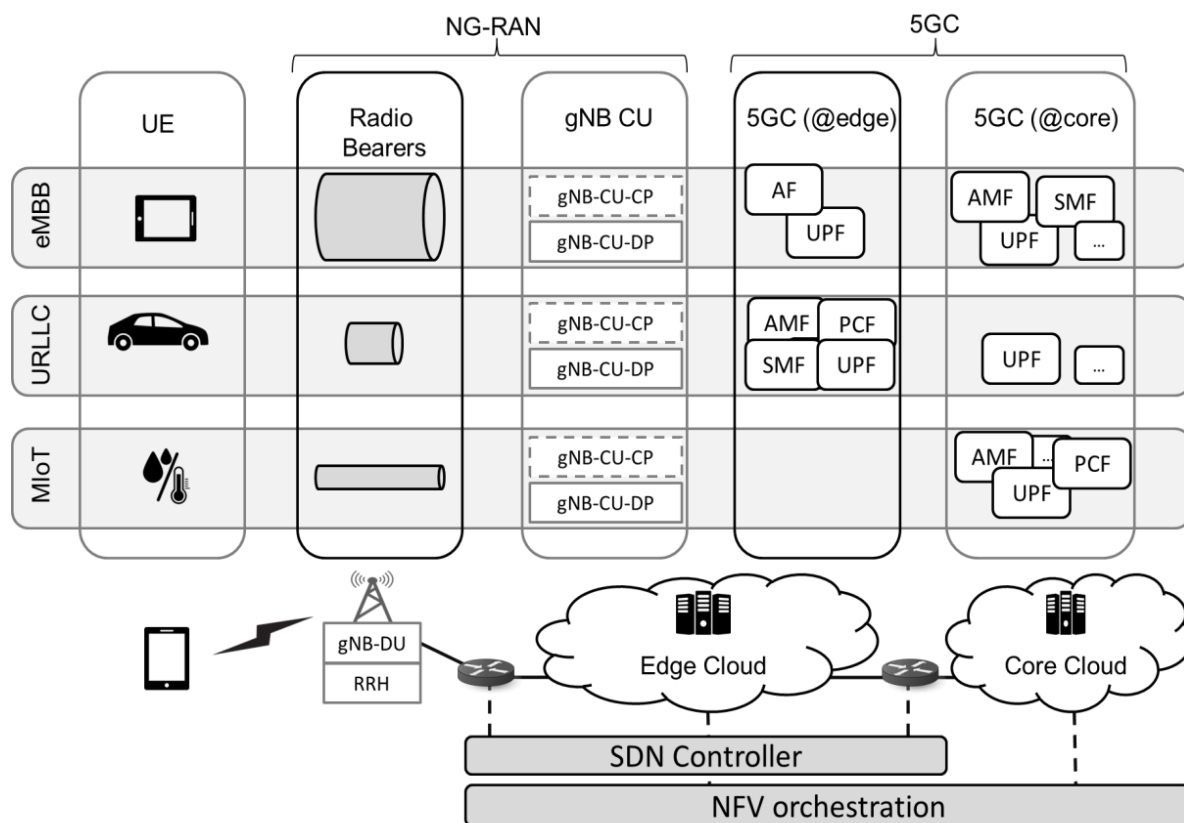 NG-RAN
5GC
UE
Radio
Bearers
gNB CU
5GC (@edge)
5GC (@core)
eMBB
gNB-CU-CP
gNB-CU-DP
AF
UPF
AMF
SMF
UPF
...
URLLC
gNB-CU-CP
gNB-CU-DP
AMF
PCF
SMF
UPF
UPF
...
MIoT
gNB-CU-CP
gNB-CU-DP
AMF
...
PCF
UPF
gNB-DU
RRH
Edge Cloud
Core Cloud
SDN Controller
NFV orchestration